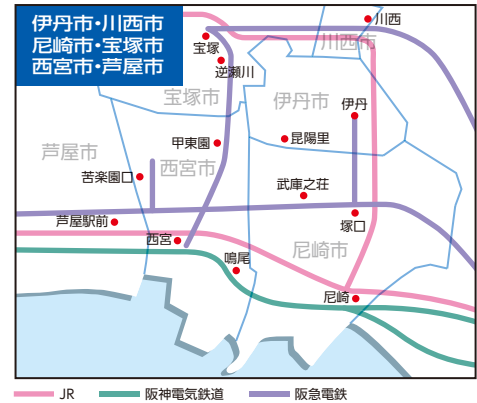 伊丹市・川西市
尼崎市・宝塚市
西宮市・芦屋市
川西
川西市
宝塚
逆瀬川
宝塚市
伊丹市
伊丹
甲東園
昆陽里
芦屋市
西宮市
苦楽園口
武庫之荘
芦屋駅前
塚口
西宮
尼崎市
鳴尾
尼崎
JR
阪神電気鉄道
阪急電鉄